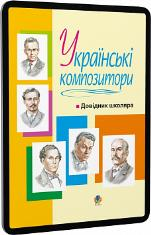 Українські
композитори
Довідник школяра